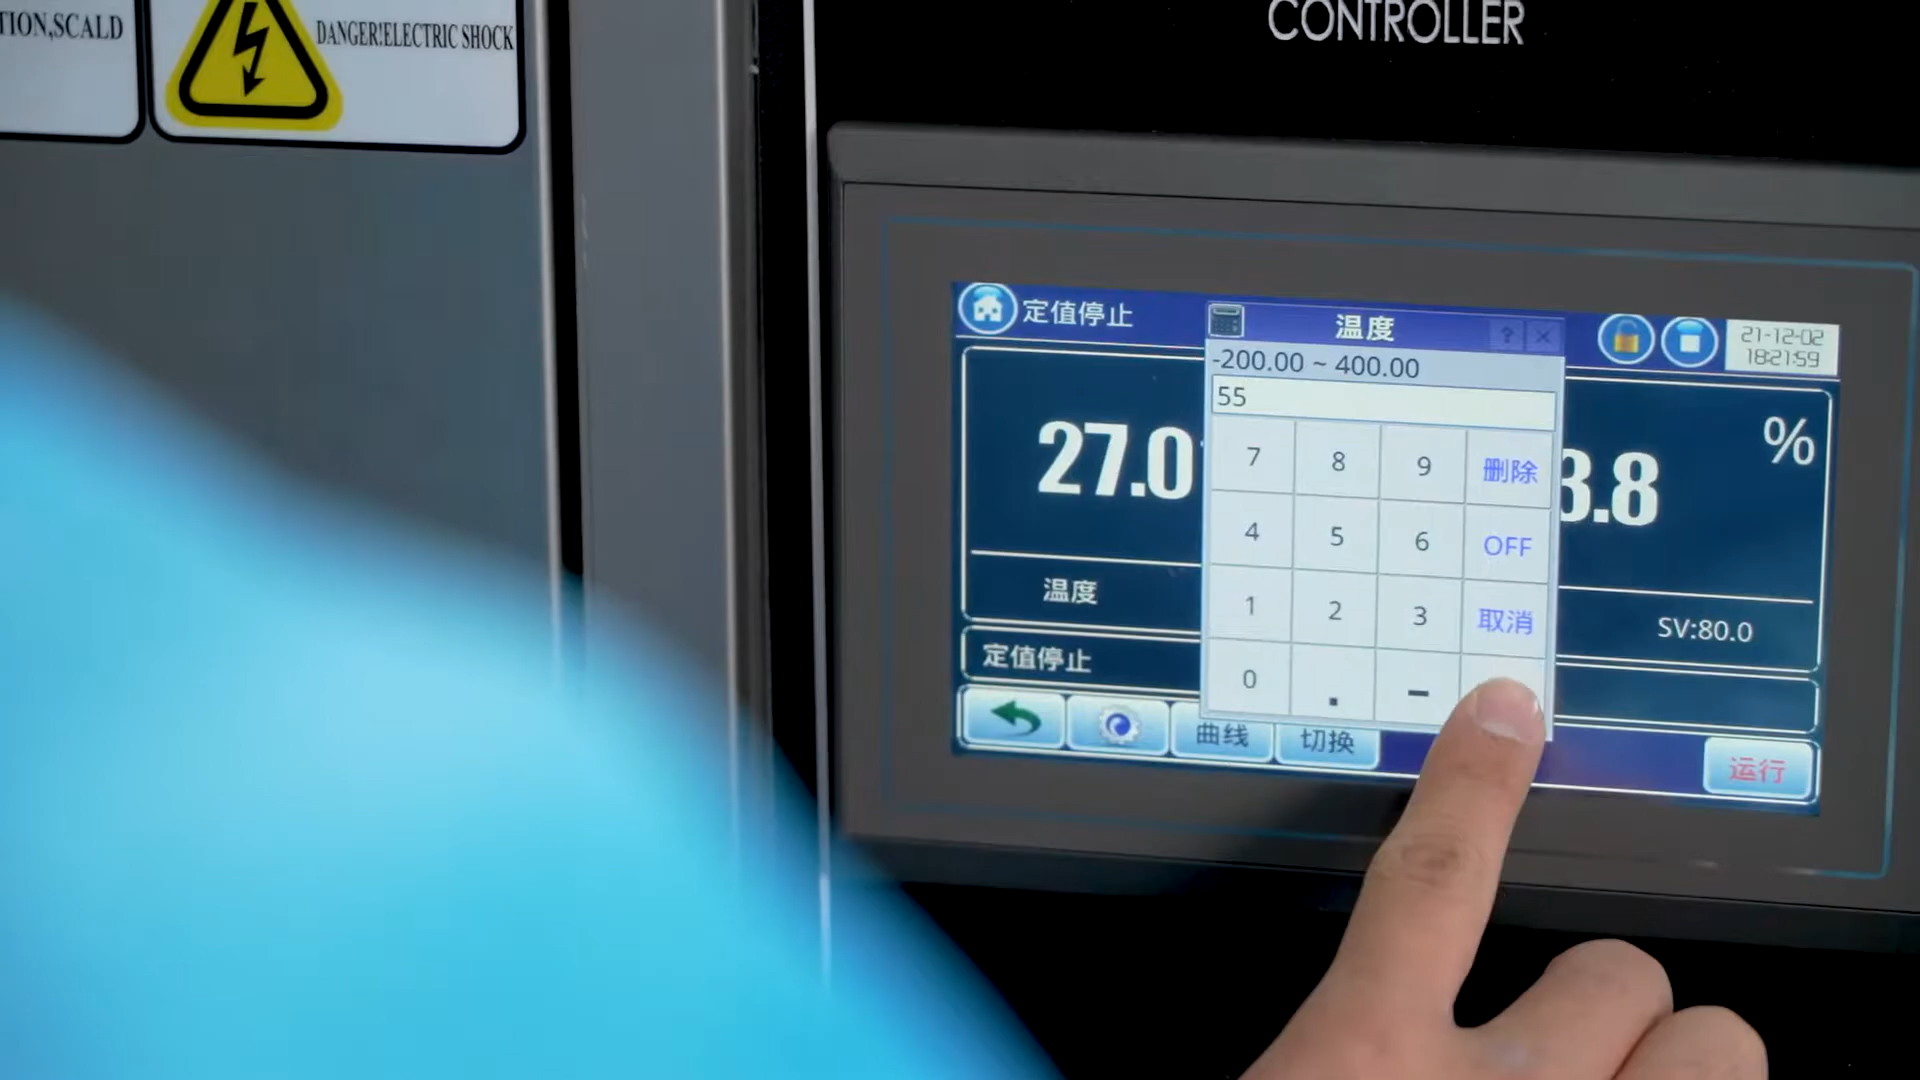 TION,SCALD
DANGER!ELECTRIC SHOCK
CONTROLLER
定值停止
温度
?
21-12-02
18:21:59
-200.00 ~ 400.00
55
27.0
3.8
%
7 8 9 删除
4 5 6 OFF
1 2 3 取消
0 . -
温度
SV:80.0
定值停止
曲线
切换
运行